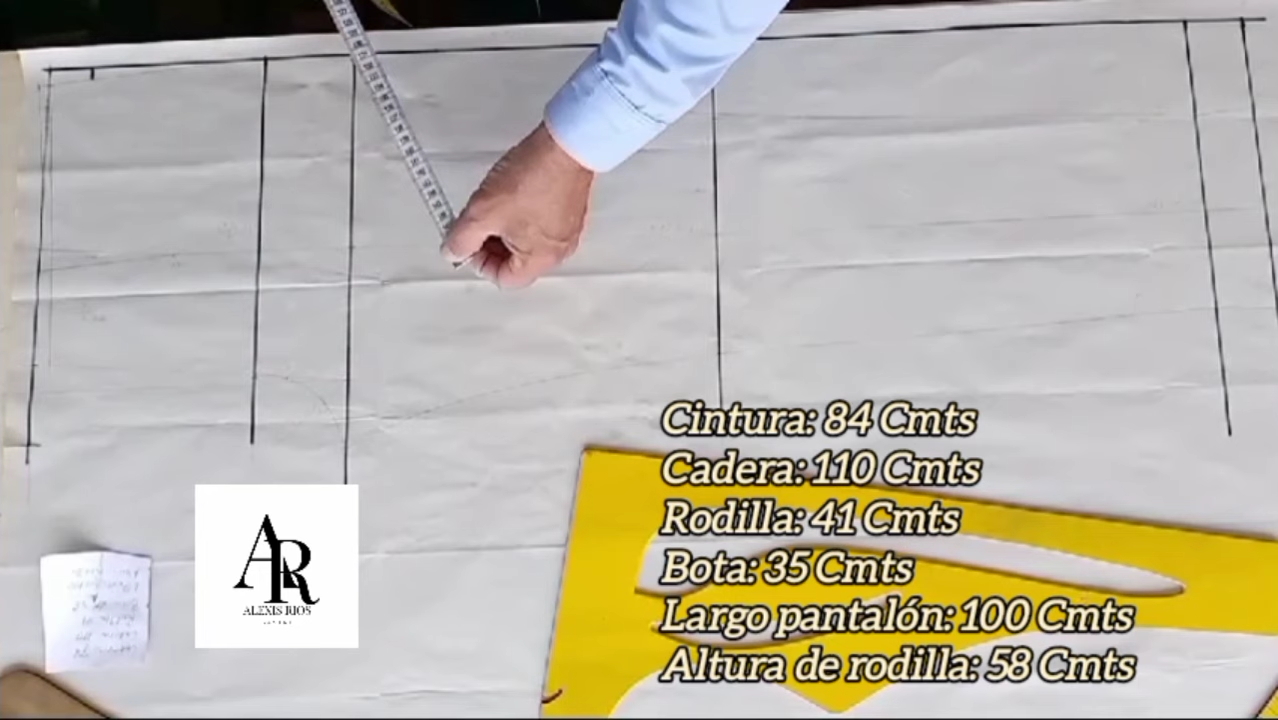 Cintura: 84 Cmts
Cadera: 110 Cmts
Rodilla: 41 Cmts
Bota: 35 Cmts
Largo pantalón: 100 Cmts
Altura de rodilla: 58 Cmts
AR
ALEXIS RIOS